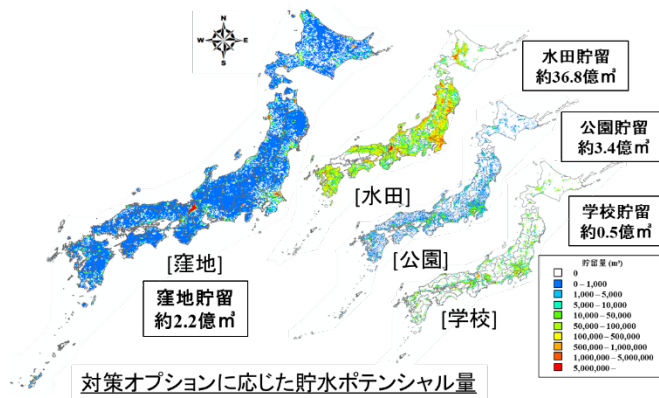 N
W
E
S
水田貯留
約36.8億㎥
公園貯留
約3.4億㎥
学校貯留
約0.5億㎥
[水田]
[窪地]
[公園]
[学校]
窪地貯留
約2.2億㎥
貯留量 (m³)
0
0－1,000
1,000－5,000
5,000－10,000
10,000－50,000
50,000－100,000
100,000－500,000
500,000－1,000,000
1,000,000－5,000,000
5,000,000－
対策オプションに応じた貯水ポテンシャル量